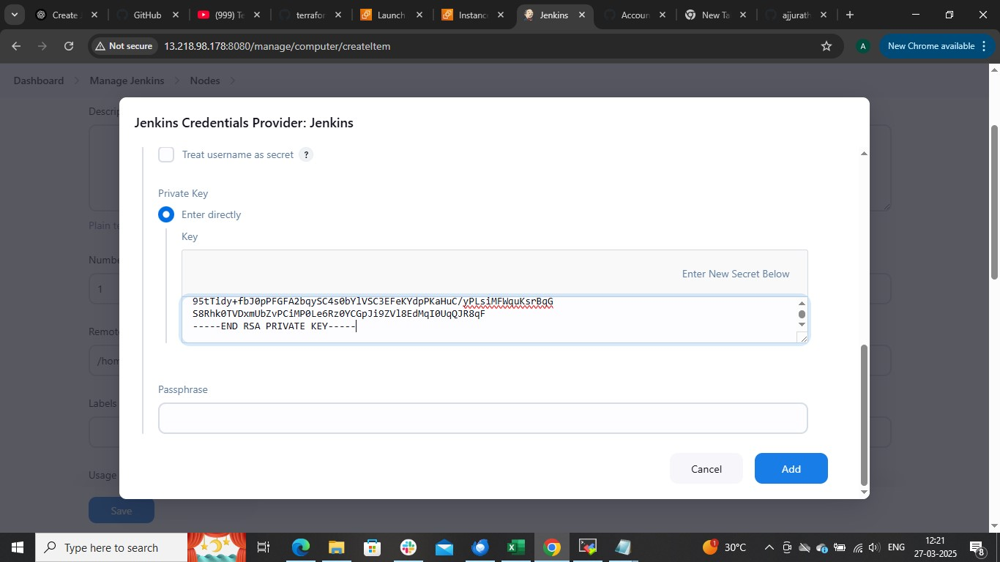 Create
GitHub
(999) Te
terrafor
Launch
Instanc
Jenkins
Accoun
New Ta
ajjurath
Not secure
13.218.98.178:8080/manage/computer/createItem
A
New Chrome available
Dashboard
Manage Jenkins
Nodes
Descrip
Plain te
Numbe
1
Remot
/hom
Labels
Usage
Save
Jenkins Credentials Provider: Jenkins
Treat username as secret ?
Private Key
Enter directly
Key
Enter New Secret Below
95tTidy+fbJ0pPFGFA2bqySC4s0bYlVSC3EFeKYdpPKaHuC/yPLsiMFWquKsrBqG
S8Rhk0TVDxmUbZvPCiMP0Le6Rz0YCGpJi9ZVl8EdMqI0UqQJR8qF
-----END RSA PRIVATE KEY-----
Passphrase
Cancel
Add
Type here to search
1
30°C
ENG
12:21
27-03-2025
8